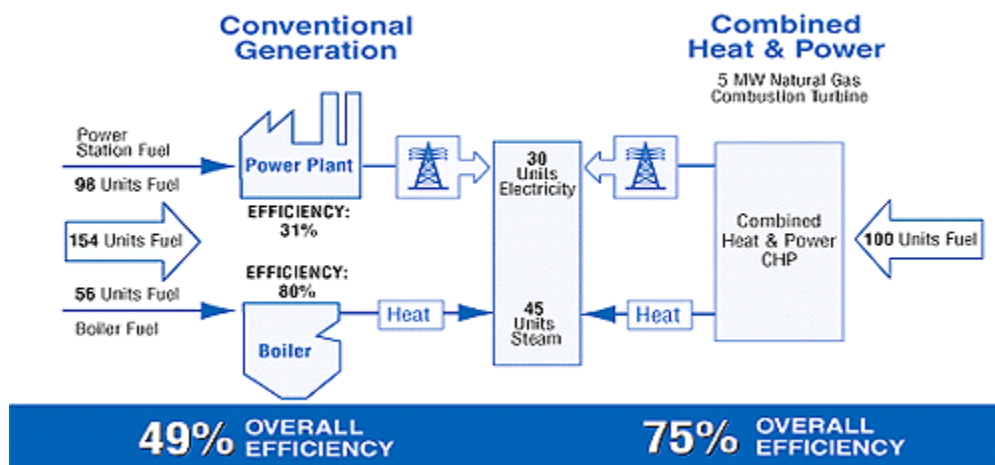 Conventional
Generation
Combined
Heat & Power
5 MW Natural Gas
Combustion Turbine
Power
Station Fuel
98 Units Fuel
Power Plant
EFFICIENCY:
31%
30
Units
Electricity
154 Units Fuel
Combined
Heat & Power
CHP
100 Units Fuel
EFFICIENCY:
80%
56 Units Fuel
Boiler Fuel
Boiler
Heat
45
Units
Steam
Heat
49% OVERALL
EFFICIENCY
75% OVERALL
EFFICIENCY